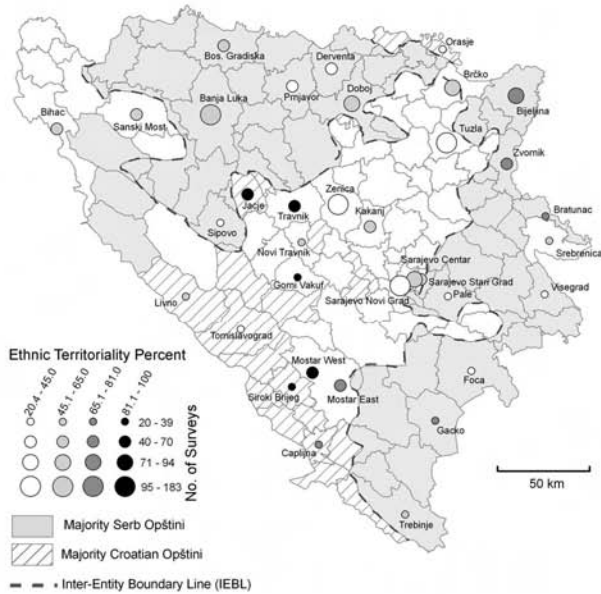 Orasje
Bos. Gradiska
Derventa
Brčko
Prnjavor
Doboj
Banja Luka
Bijeljina
Bihac
Sanski Most
Tuzla
Zvornik
Jacje
Travnik
Zenica
Kakanj
Bratunac
Sipovo
Novi Travnik
Srebrenica
Sarajevo Centar
Gorni Vakuf
Sarajevo Stari Grad
Visegrad
Livno
Sarajevo Novi Grad
Pale
Tomislavograd
Ethnic Territoriality Percent
Mostar West
Foca
20.4 - 45.0
45.1 - 65.0
65.1 - 81.0
81.1 - 100
Siroki Brijeg
Mostar East
20 - 39
40 - 70
71 - 94
95 - 183
No. of Surveys
Gacko
Capljina
50 km
Majority Serb Opštini
Trebinje
Majority Croatian Opštini
Inter-Entity Boundary Line (IEBL)